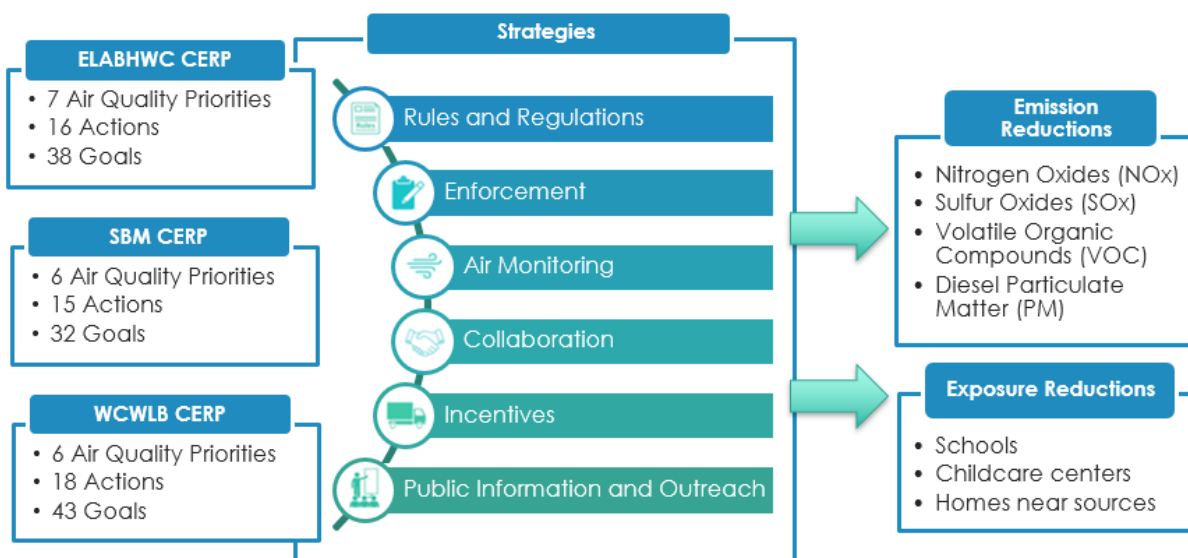 ELABHWC CERP
• 7 Air Quality Priorities
• 16 Actions
• 38 Goals
SBM CERP
• 6 Air Quality Priorities
• 15 Actions
• 32 Goals
WCWLB CERP
• 6 Air Quality Priorities
• 18 Actions
• 43 Goals
Strategies
Rules
Rules and Regulations
Enforcement
Air Monitoring
Collaboration
Incentives
Public Information and Outreach
Emission
Reductions
• Nitrogen Oxides (NOx)
• Sulfur Oxides (SOx)
• Volatile Organic
Compounds (VOC)
• Diesel Particulate
Matter (PM)
Exposure Reductions
• Schools
• Childcare centers
• Homes near sources